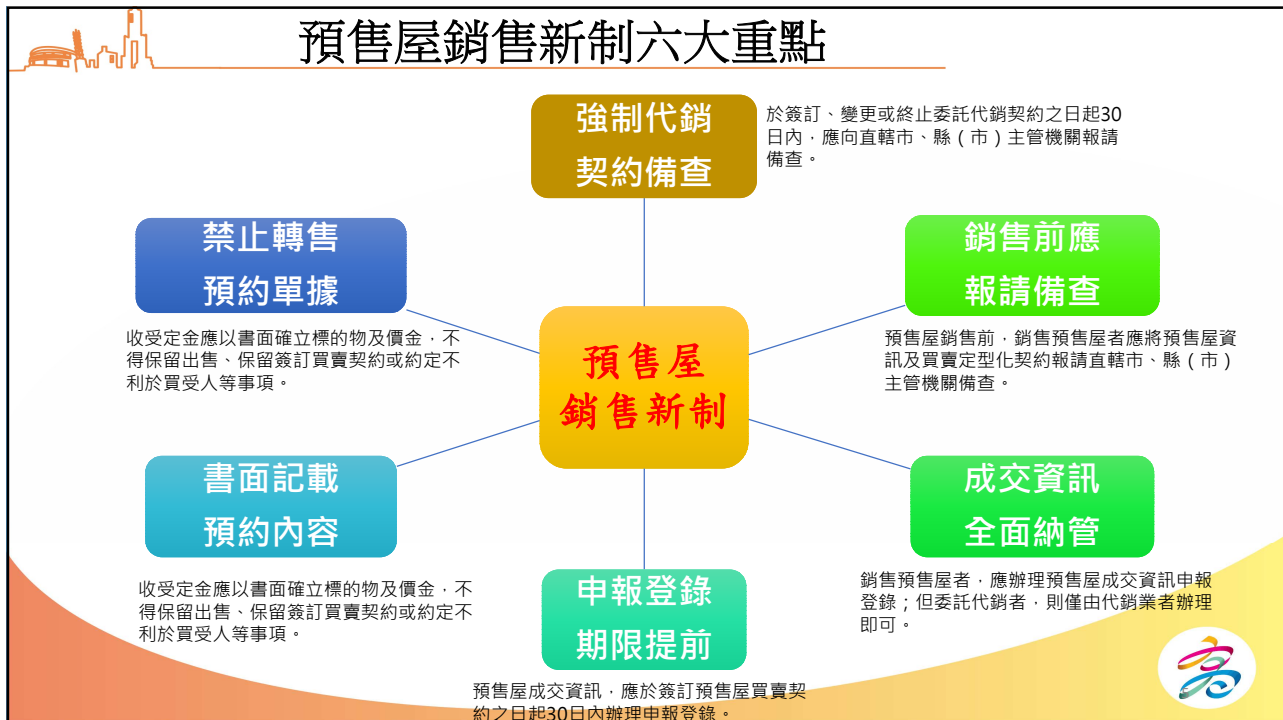 預售屋銷售新制六大重點
強制代銷
契約備查
於簽訂、變更或終止委託代銷契約之日起30
日內，應向直轄市、縣（市）主管機關報請
備查。
禁止轉售
預約單據
收受定金應以書面確立標的物及價金，不
得保留出售、保留簽訂買賣契約或約定不
利於買受人等事項。
銷售前應
報請備查
預售屋銷售前，銷售預售屋者應將預售屋資
訊及買賣定型化契約報請直轄市、縣（市）
主管機關備查。
預售屋
銷售新制
書面記載
預約內容
收受定金應以書面確立標的物及價金，不
得保留出售、保留簽訂買賣契約或約定不
利於買受人等事項。
成交資訊
全面納管
銷售預售屋者，應辦理預售屋成交資訊申報
登錄；但委託代銷者，則僅由代銷業者辦理
即可。
申報登錄
期限提前
預售屋成交資訊，應於簽訂預售屋買賣契
約之日起30日內辦理申報登錄。